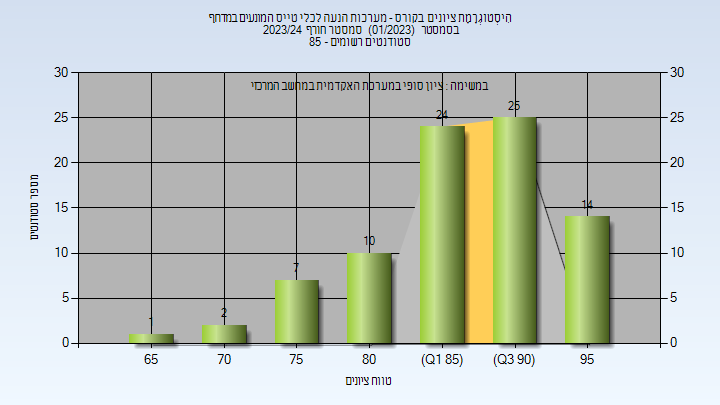 היסטוגרמת ציונים בקורס - מערכות הנעה לכלי טייס המונעים במדחף
בסמסטר (01/2023) סמסטר חורף 2023/24
סטודנטים רשומים - 85
במשימה : ציון סופי במערכת האקדמית במחשב המרכזי
30 30
25 25
20 20
15 15
10 10
5 5
0 0
1 2 7 10 24 25 14
מספר סטודנטים
65 70 75 80 (Q1 85) (Q3 90) 95
טווח ציונים